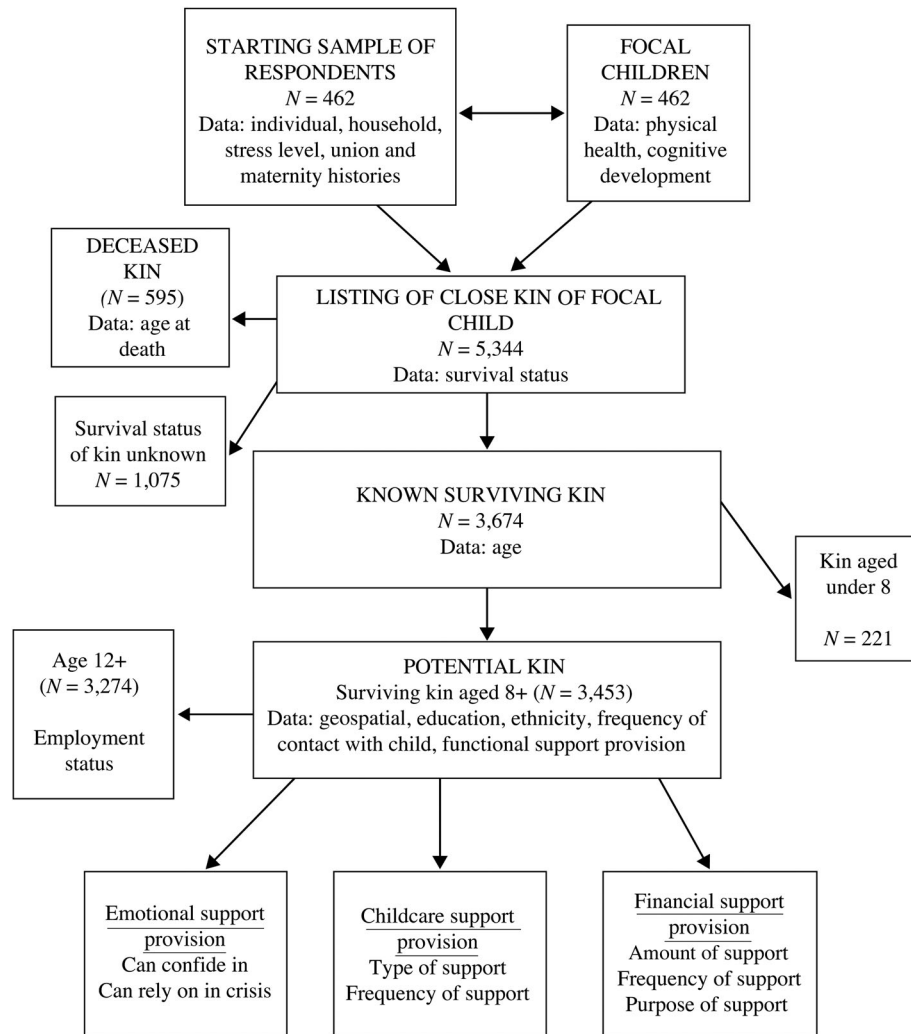 STARTING SAMPLE OF
RESPONDENTS
N = 462
Data: individual, household,
stress level, union and
maternity histories
FOCAL
CHILDREN
N = 462
Data: physical
health, cognitive
development
DECEASED
KIN
(N = 595)
Data: age at
death
LISTING OF CLOSE KIN OF FOCAL
CHILD
N = 5,344
Data: survival status
Survival status
of kin unknown
N = 1,075
KNOWN SURVIVING KIN
N = 3,674
Data: age
Kin aged
under 8
N = 221
Age 12+
(N = 3,274)
Employment
status
POTENTIAL KIN
Surviving kin aged 8+ (N = 3,453)
Data: geospatial, education, ethnicity, frequency of
contact with child, functional support provision
Emotional support
provision
Can confide in
Can rely on in crisis
Childcare support
provision
Type of support
Frequency of support
Financial support
provision
Amount of support
Frequency of support
Purpose of support